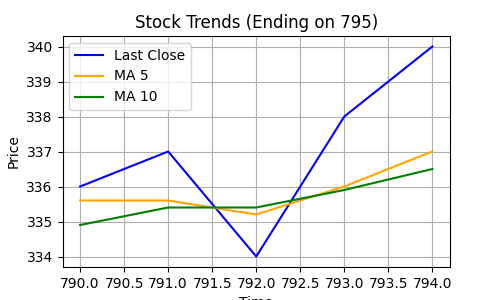 Stock Trends (Ending on 795)
Last Close
MA 5
MA 10
Price
340
339
338
337
336
335
334
790.0 790.5 791.0 791.5 792.0 792.5 793.0 793.5 794.0
Time